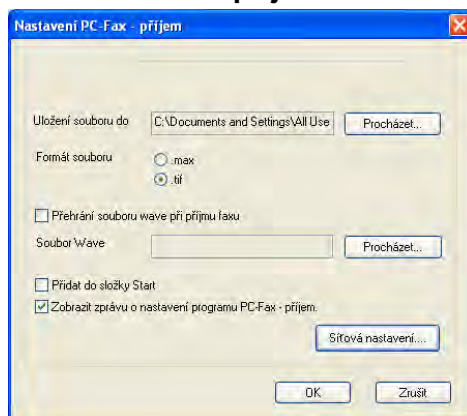 Nastavení PC-Fax - příjem
Uložení souboru do C:\Documents and Settings\All Use Procházet...
Formát souboru .max
.tif
Přehrání souboru wave při příjmu faxu
Soubor Wave Procházet...
Přidat do složky Start
Zobrazit zprávu o nastavení programu PC-Fax - příjem.
Síťová nastavení....
OK Zrušit